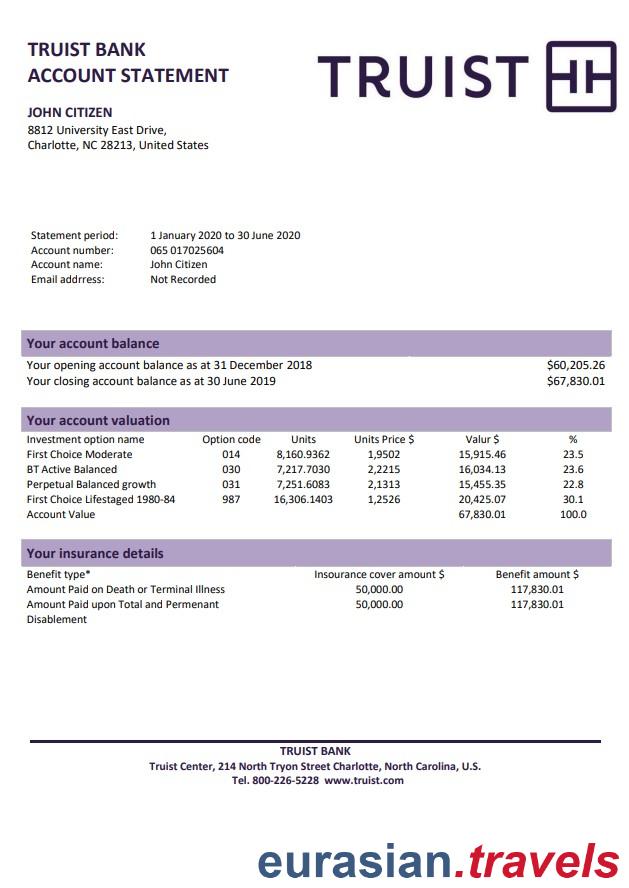 TRUIST BANK
ACCOUNT STATEMENT
TRUIST
JOHN CITIZEN
8812 University East Drive,
Charlotte, NC 28213, United States
Statement period: 1 January 2020 to 30 June 2020
Account number: 065 017025604
Account name: John Citizen
Email addrress: Not Recorded
Your account balance
Your opening account balance as at 31 December 2018 $60,205.26
Your closing account balance as at 30 June 2019 $67,830.01
Your account valuation
Investment option name Option code Units Units Price $ Valur $ %
First Choice Moderate 014 8,160.9362 1,9502 15,915.46 23.5
BT Active Balanced 030 7,217.7030 2,2215 16,034.13 23.6
Perpetual Balanced growth 031 7,251.6083 2,1313 15,455.35 22.8
First Choice Lifestaged 1980-84 987 16,306.1403 1,2526 20,425.07 30.1
Account Value 67,830.01 100.0
Your insurance details
Benefit type* Insourance cover amount $ Benefit amount $
Amount Paid on Death or Terminal Illness 50,000.00 117,830.01
Amount Paid upon Total and Permenant 50,000.00 117,830.01
Disablement
TRUIST BANK
Truist Center, 214 North Tryon Street Charlotte, North Carolina, U.S.
Tel. 800-226-5228 www.truist.com
eurasian.travels